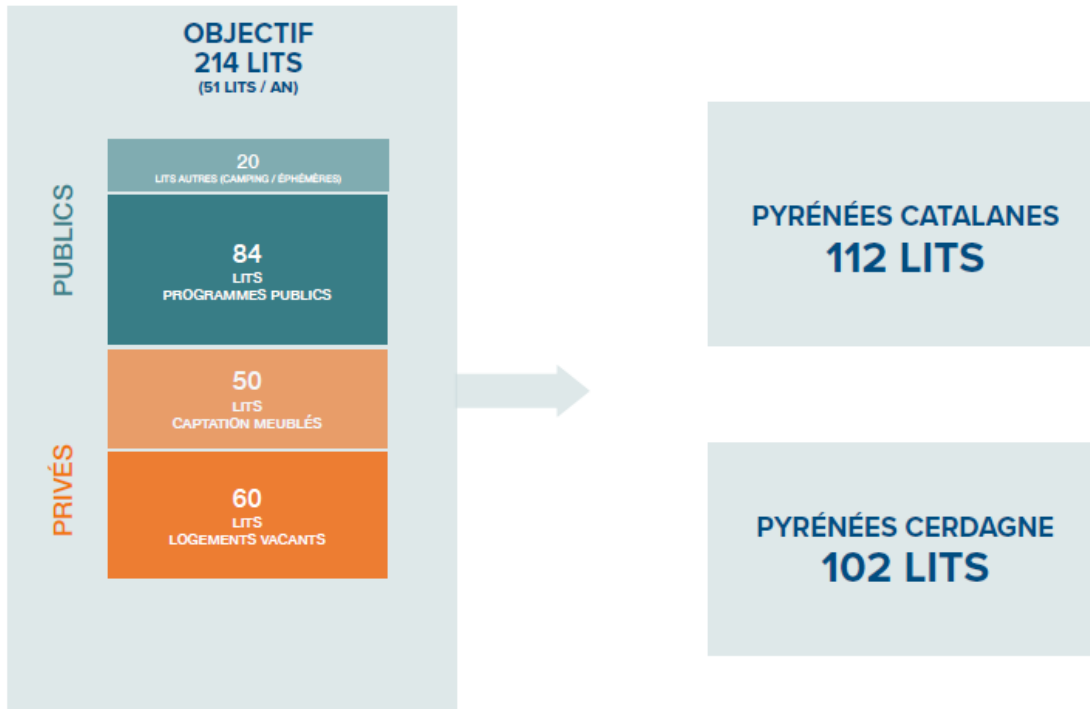 OBJECTIF
214 LITS
(51 LITS / AN)
PUBLICS
20
LITS AUTRES (CAMPING / ÉPHÉMÈRES)
84
LITS
PROGRAMMES PUBLICS
PRIVÉS
50
LITS
CAPTATION MEUBLÉS
60
LITS
LOGEMENTS VACANTS
PYRÉNÉES CATALANES
112 LITS
PYRÉNÉES CERDAGNE
102 LITS